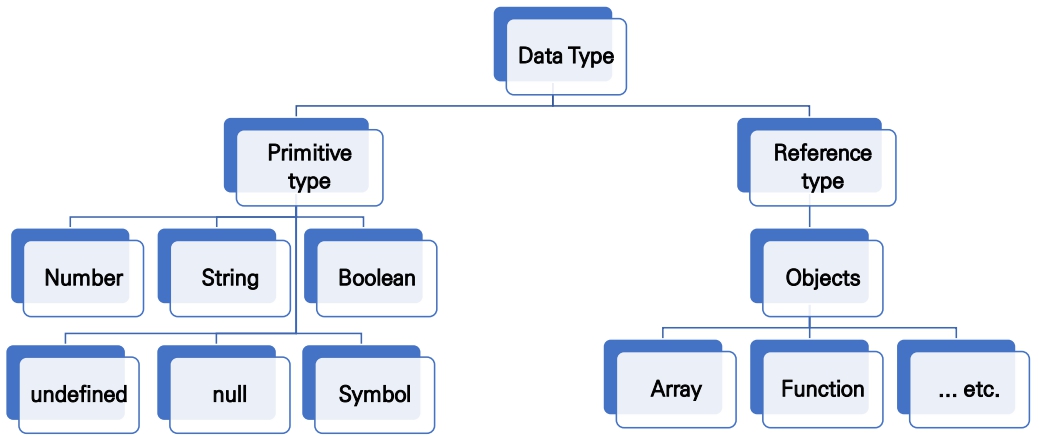 Data Type
Primitive
type
Reference
type
Number
String
Boolean
Objects
undefined
null
Symbol
Array
Function
... etc.